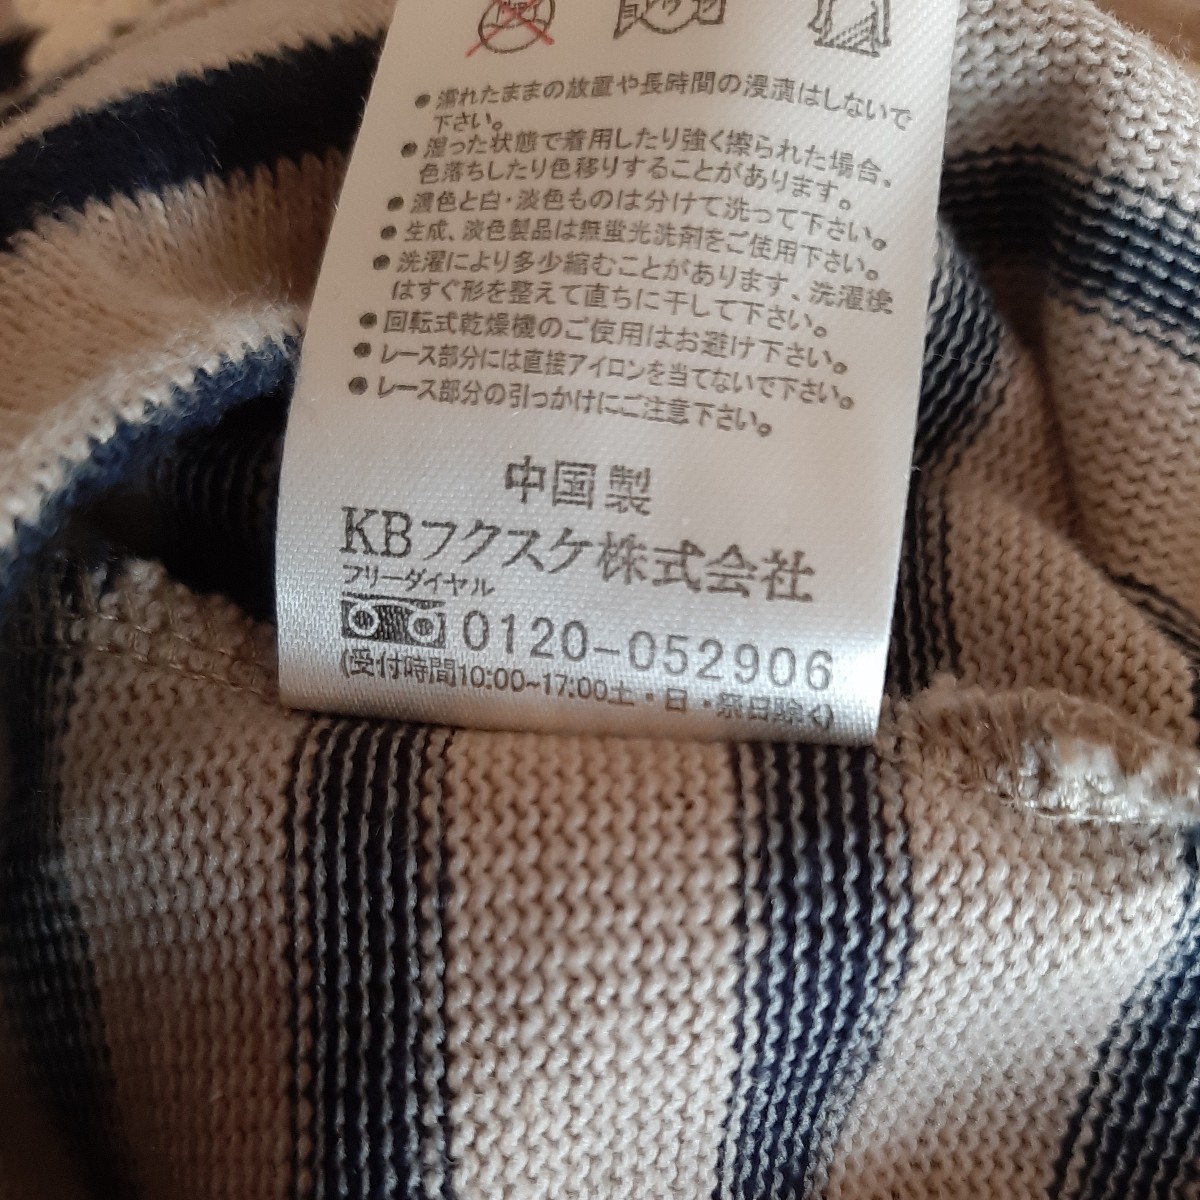 ● 濡れたままの放置や長時間の浸漬はしないで
下さい。
● 湿った状態で着用したり強く擦られた場合、
色落ちしたり色移りすることがあります。
● 濃色と白・淡色ものは分けて洗って下さい。
● 生成、淡色製品は無蛍光洗剤をご使用下さい。
● 洗濯により多少縮むことがあります、洗濯後
はすぐ形を整えて直ちに干して下さい。
● 回転式乾燥機のご使用はお避け下さい。
● レース部分には直接アイロンを当てないで下さい。
● レース部分の引っかけにご注意下さい。
中国製
KBフクスケ株式会社
フリーダイヤル
0120-052906
(受付時間10:00~17:00土・日・祭日除く)